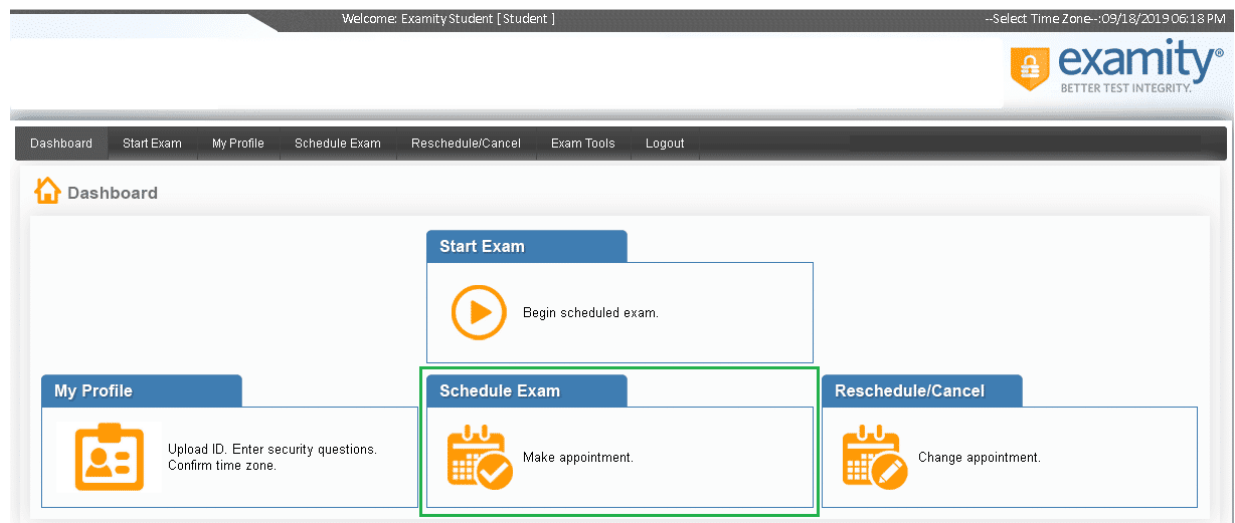 Welcome: Examity Student [ Student ]
--Select Time Zone--:09/18/2019 06:18 PM
examity®
BETTER TEST INTEGRITY.
Dashboard Start Exam My Profile Schedule Exam Reschedule/Cancel Exam Tools Logout
Dashboard
Start Exam
Begin scheduled exam.
My Profile
Upload ID. Enter security questions.
Confirm time zone.
Schedule Exam
Make appointment.
Reschedule/Cancel
Change appointment.